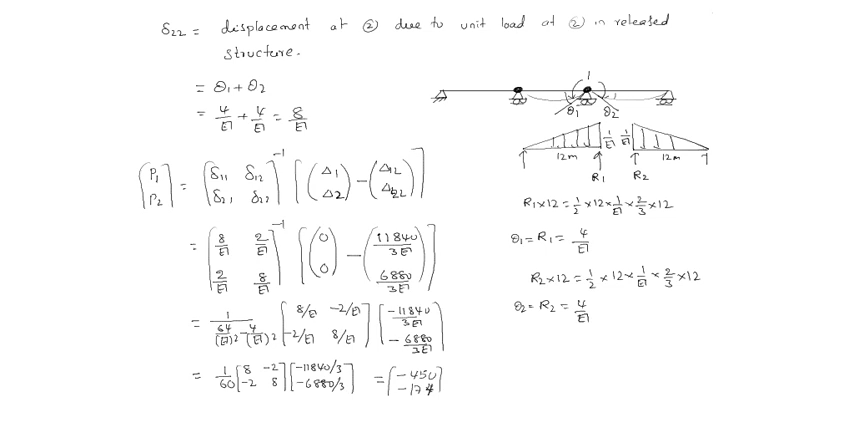 δ22 = displacement at ② due to unit load at ② in released
structure.
= θ1 + θ2
= 4/EI + 4/EI = 8/EI
1
θ1 θ2
1/EI 1/EI
12m 12m
R1 R2
(P1 P2) = (δ11 δ12 δ21 δ22)^-1 [(Δ1 Δ2) - (Δ12 Δ22)]
R1×12 = 1/2 ×12× 1/EI × 2/3 ×12
= (8/EI 2/EI 2/EI 8/EI)^-1 [(0 0) - (11840/3EI 6880/3EI)]
θ1 = R1 = 4/EI
R2×12 = 1/2 × 12× 1/EI × 2/3 ×12
θ2 = R2 = 4/EI
= 1/(64/(EI)2 - 4/(EI)2) [8/EI -2/EI -2/EI 8/EI] [-11840/3EI -6880/3EI]
= 1/60 [8 -2 -2 8] [-11840/3 -6880/3] = [-450 -174]